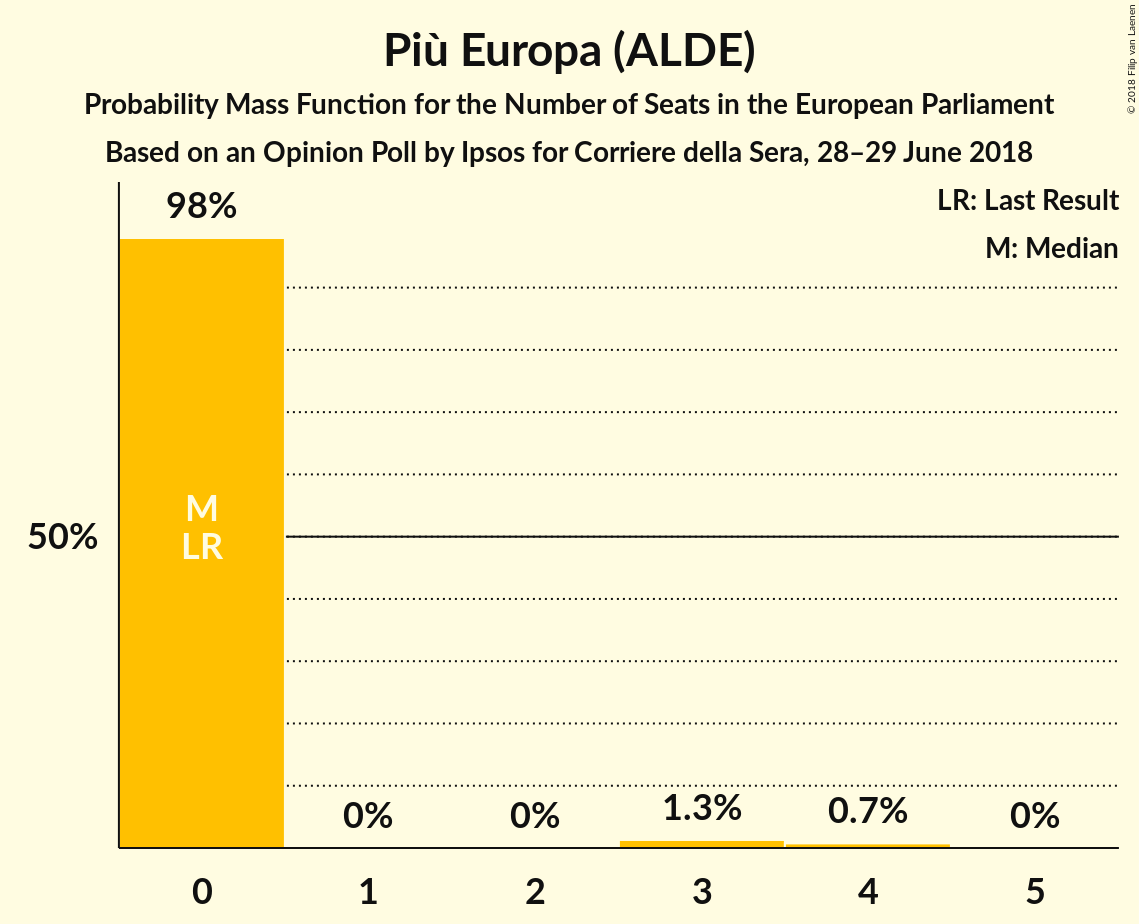 Più Europa (ALDE)
Probability Mass Function for the Number of Seats in the European Parliament
Based on an Opinion Poll by Ipsos for Corriere della Sera, 28–29 June 2018
© 2018 Filip van Laenen
LR: Last Result
M: Median
98%
M
LR
50%
0%
0%
1.3%
0.7%
0%
0
1
2
3
4
5